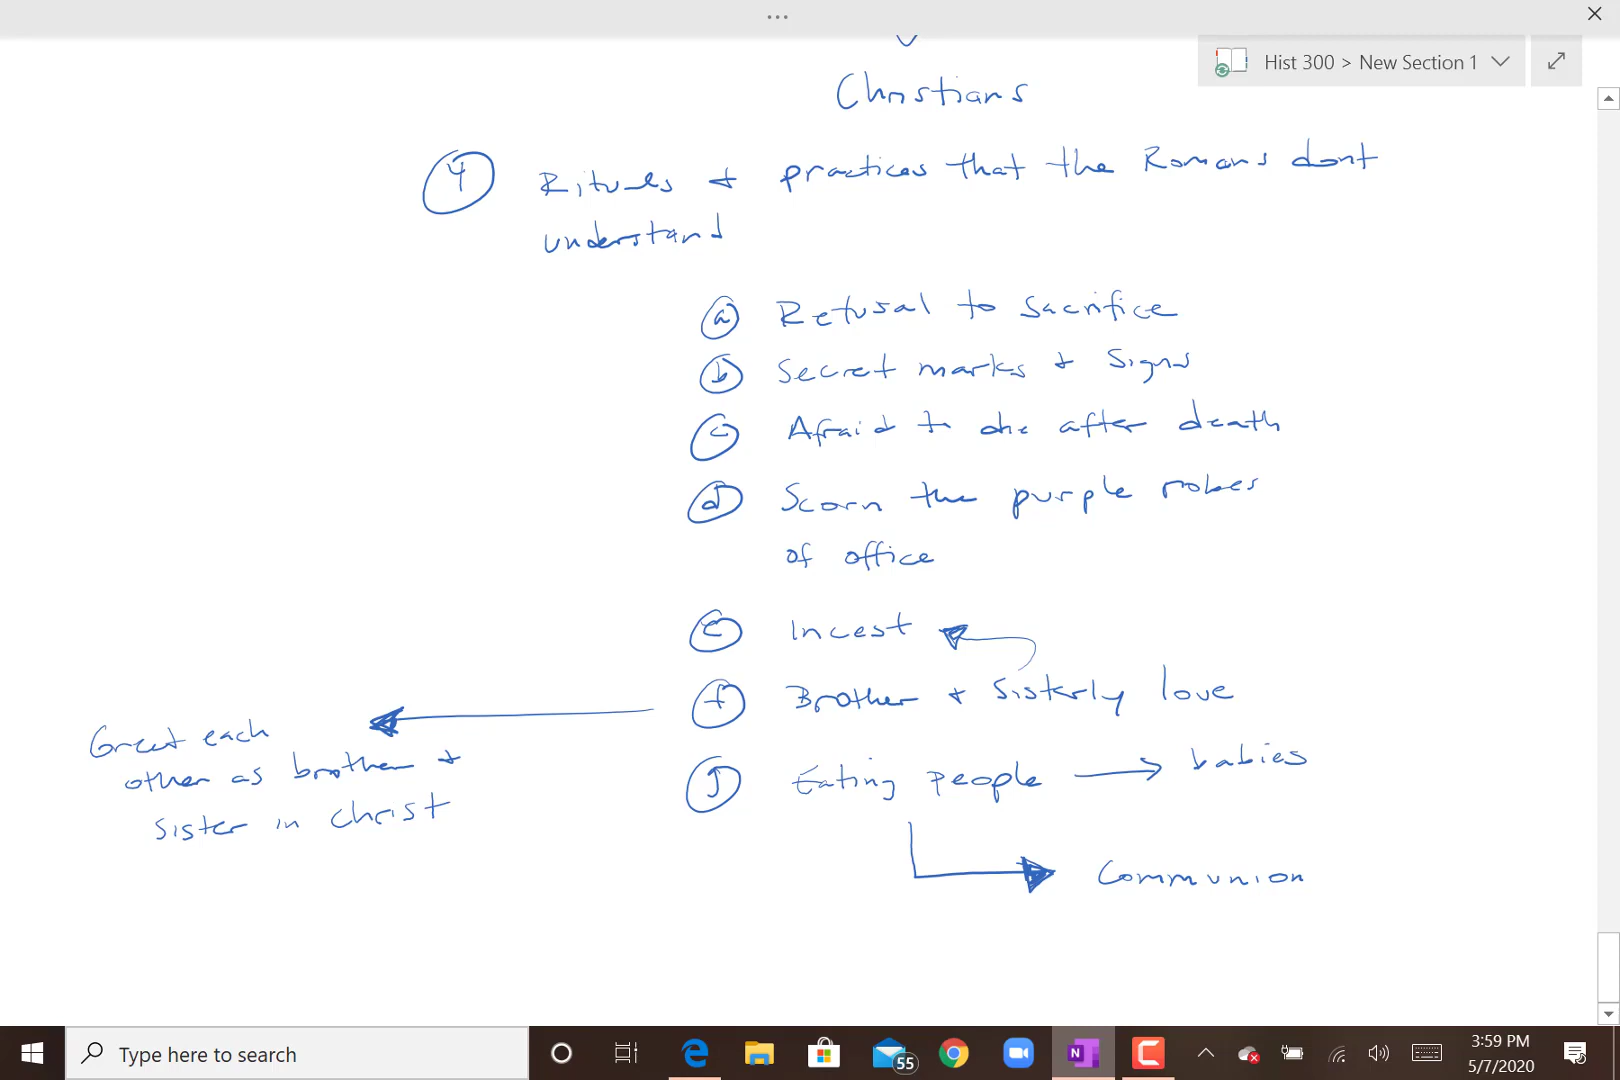 Hist 300 > New Section 1
Christians
4 Rituals + practices that the Romans dont
understand
a Refusal to sacrifice
b Secret marks + signs
c Afraid to die after death
d Scorn the purple robes
of office
e Incest
f Brother + Sisterly love
Greet each
other as brother +
sister in Christ
g Eating people → babies
Communion
Type here to search
55
N
3:59 PM
5/7/2020